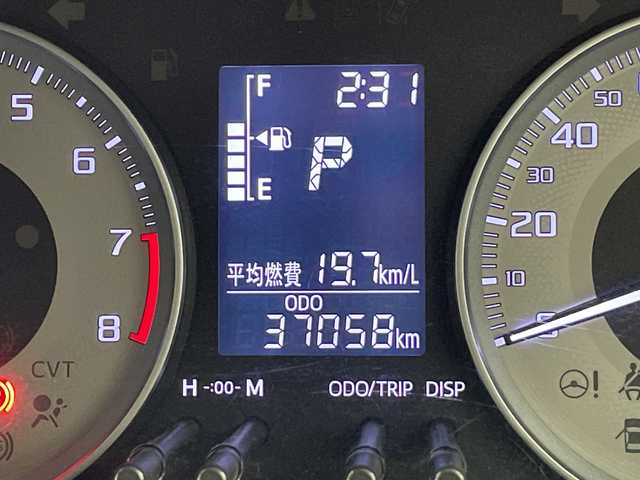 F
2:31
P
E
平均燃費 19.7km/L
ODO
37058km
5
6
7
8
CVT
50
40
30
20
10
0
H -:00- M
ODO/TRIP DISP